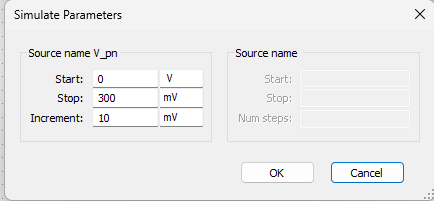 Simulate Parameters
Source name V_pn
Start: 0 V
Stop: 300 mV
Increment: 10 mV
Source name
Start:
Stop:
Num steps:
OK Cancel